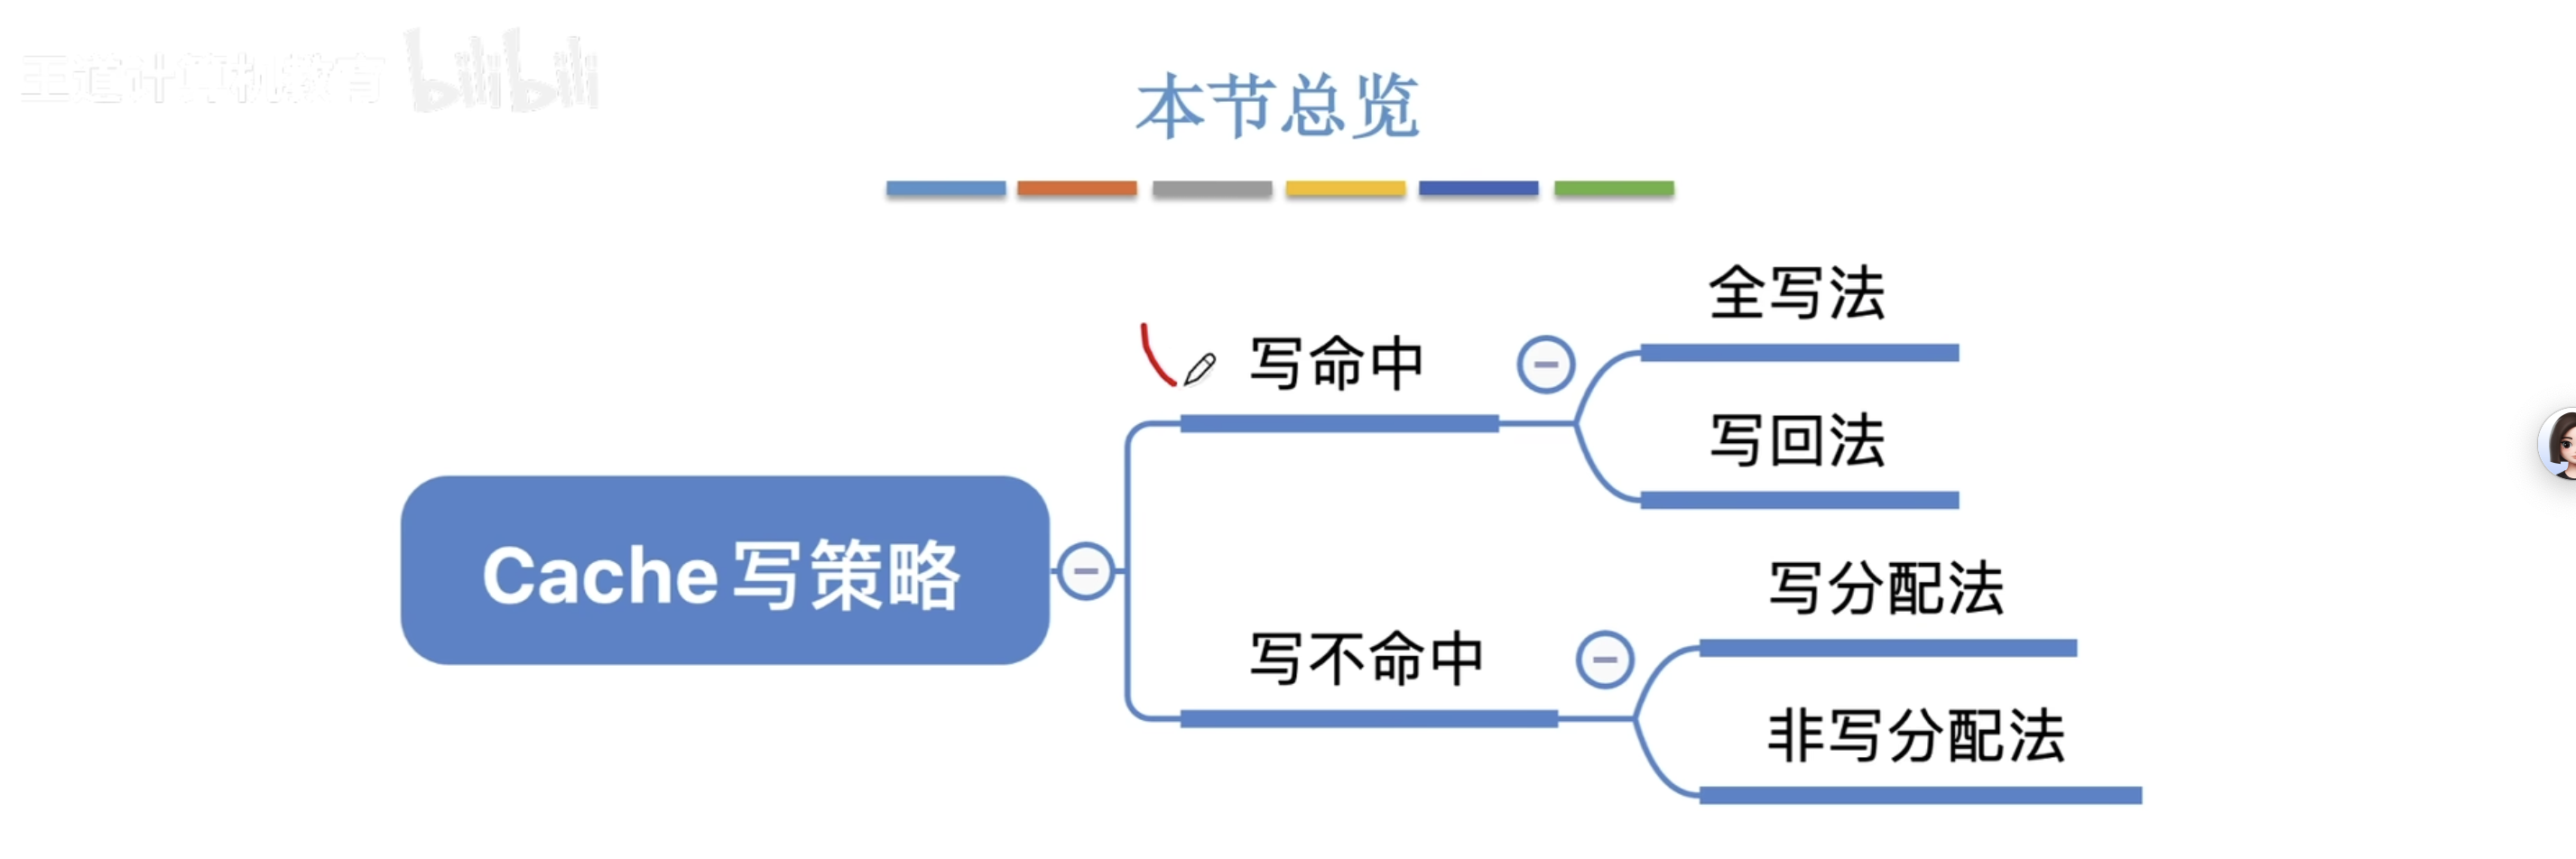 王道计算机教育 bilibili
本节总览
全写法
写命中
写回法
Cache写策略
写分配法
写不命中
非写分配法